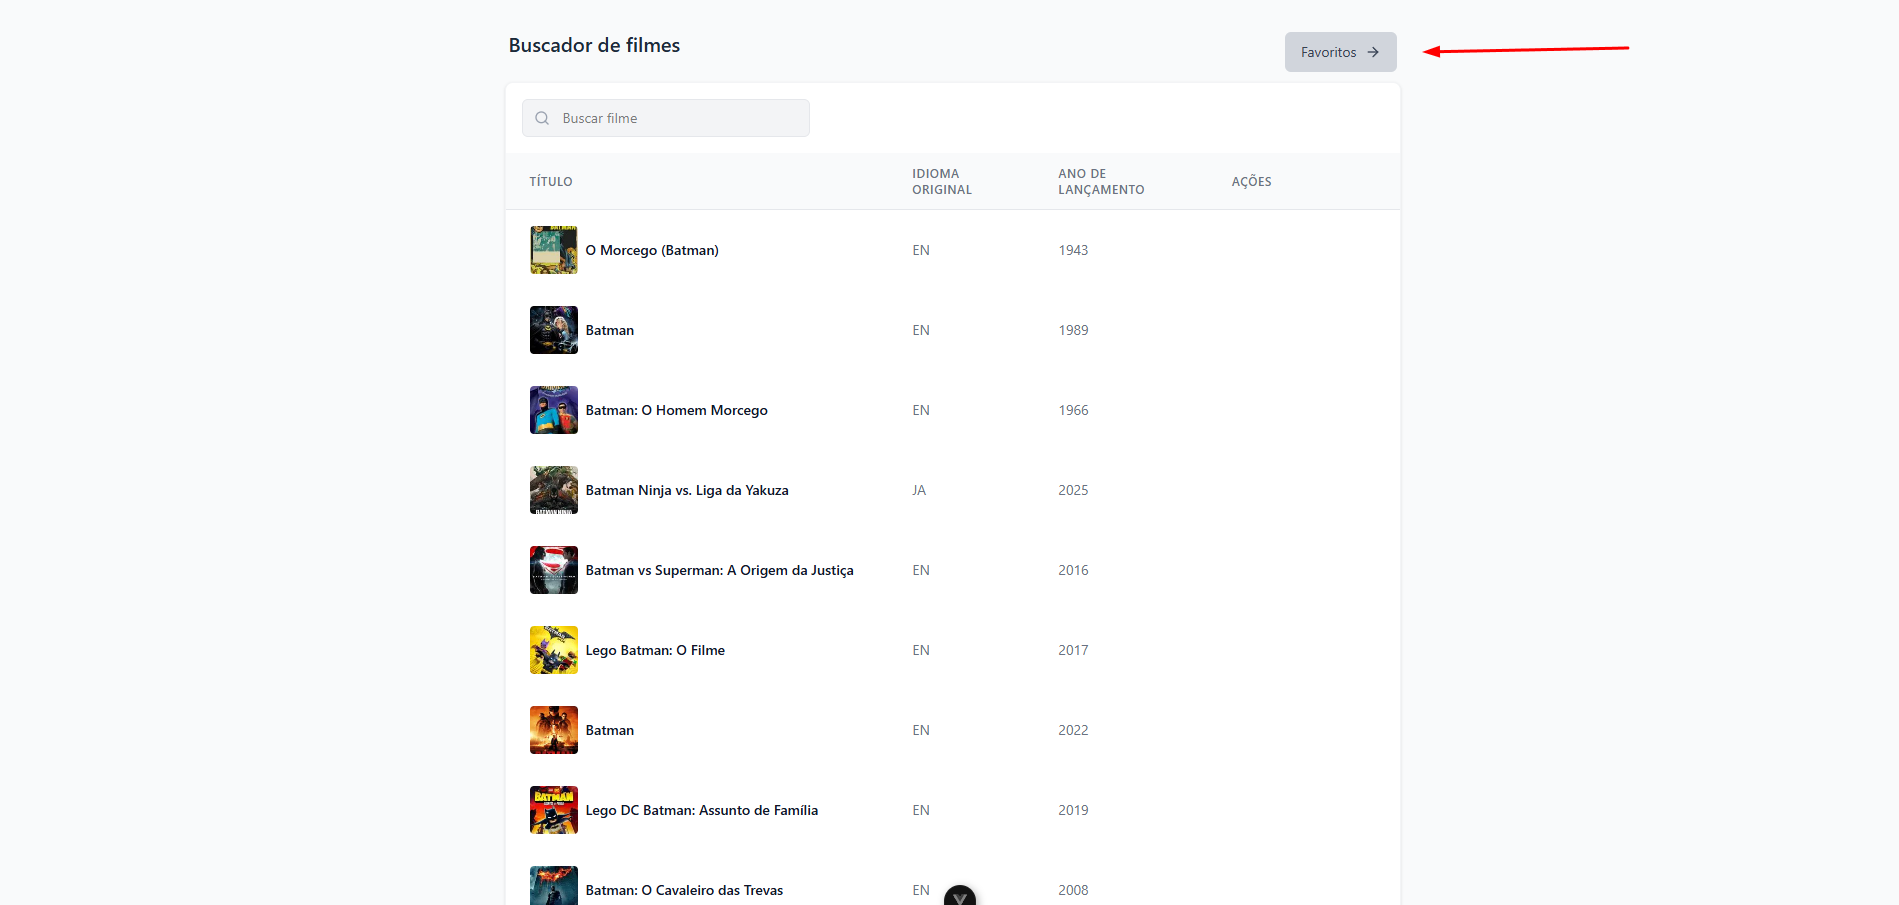 Buscador de filmes
Favoritos
Buscar filme
TÍTULO
IDIOMA ORIGINAL
ANO DE LANÇAMENTO
AÇÕES
O Morcego (Batman)
EN
1943
Batman
EN
1989
Batman: O Homem Morcego
EN
1966
Batman Ninja vs. Liga da Yakuza
JA
2025
Batman vs Superman: A Origem da Justiça
EN
2016
Lego Batman: O Filme
EN
2017
Batman
EN
2022
BATMAN
Lego DC Batman: Assunto de Família
EN
2019
Batman: O Cavaleiro das Trevas
EN
2008